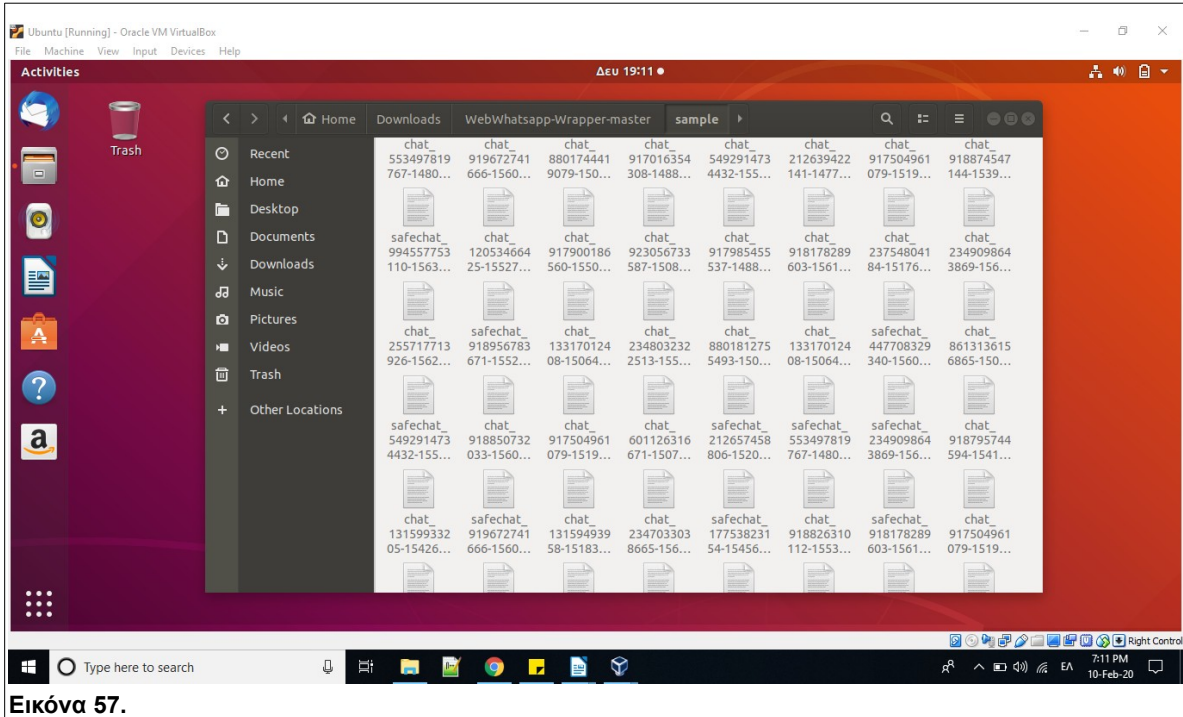 Ubuntu [Running] - Oracle VM VirtualBox
File Machine View Input Devices Help
Activities
Δευ 19:11
Trash
Home Downloads WebWhatsapp-Wrapper-master sample
Recent
Home
Desktop
Documents
Downloads
Music
Pictures
Videos
Trash
+ Other Locations
chat_ chat_ chat_ chat_ chat_ chat_ chat_ chat_
553497819 919672741 880174441 917016354 549291473 212639422 917504961 918874547
767-1480... 666-1560... 9079-150... 308-1488... 4432-155... 141-1477... 079-1519... 144-1539...
safechat_ chat_ chat_ chat_ chat_ chat_ chat_ chat_
994557753 120534664 917900186 923056733 917985455 918178289 237548041 234909864
110-1563... 25-15527... 560-1550... 587-1508... 537-1488... 603-1561... 84-15176... 3869-156...
chat_ safechat_ chat_ chat_ chat_ chat_ safechat_ chat_
255717713 918956783 133170124 234803232 880181275 133170124 447708329 861313615
926-1562... 671-1552... 08-15064... 2513-155... 5493-150... 08-15064... 340-1560... 6865-150...
safechat_ chat_ chat_ chat_ safechat_ safechat_ safechat_ chat_
549291473 918850732 917504961 601126316 212657458 553497819 234909864 918795744
4432-155... 033-1560... 079-1519... 671-1507... 806-1520... 767-1480... 3869-156... 594-1541...
chat_ safechat_ chat_ chat_ safechat_ chat_ safechat_ chat_
131599332 919672741 131594939 234703303 177538231 918826310 918178289 917504961
05-15426... 666-1560... 58-15183... 8665-156... 54-15456... 112-1553... 603-1561... 079-1519...
Right Control
Type here to search
ΕΛ
7:11 PM
10-Feb-20
Εικόνα 57.